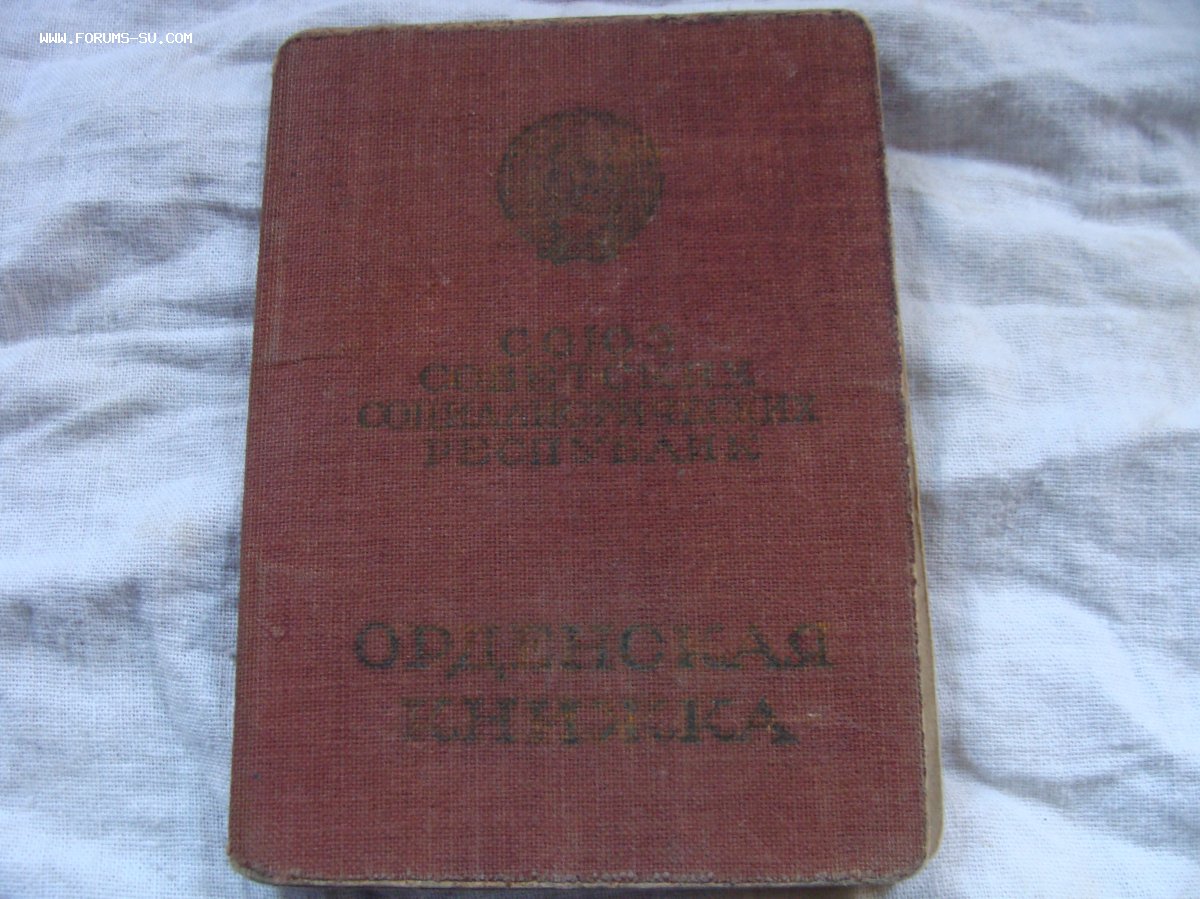 WWW.FORUMS-SU.COM
СОЮЗ
СОВЕТСКИХ
СОЦИАЛИСТИЧЕСКИХ
РЕСПУБЛИК
ОРДЕНСКАЯ
КНИЖКА